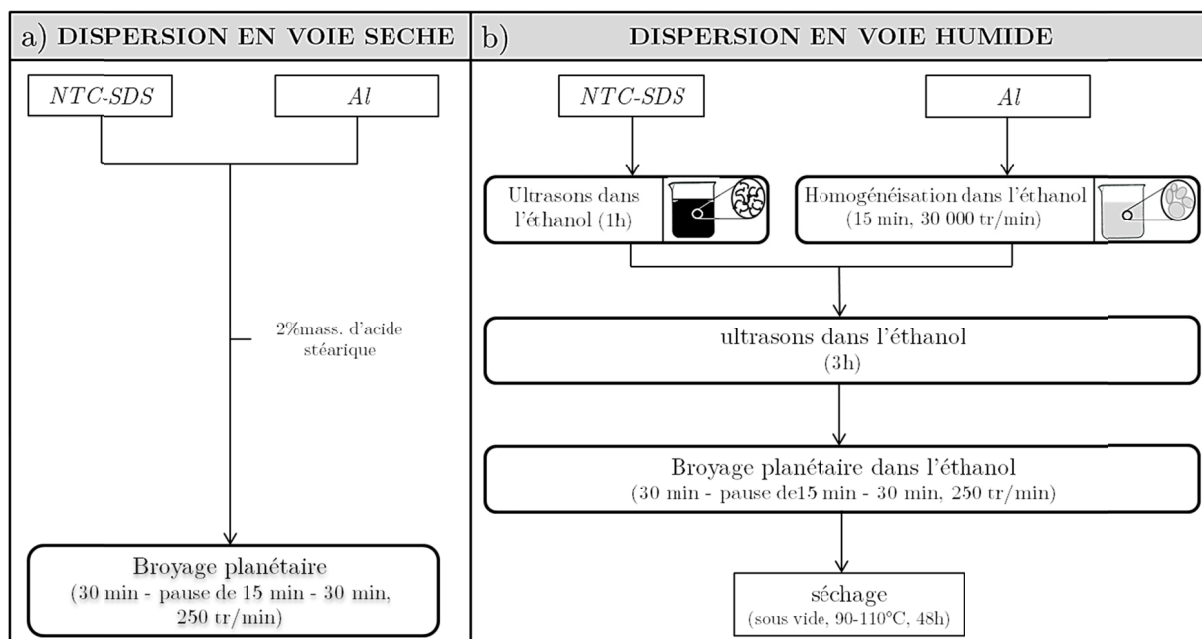 a) DISPERSION EN VOIE SECHE
NTC-SDS
Al
2%mass. d'acide
stéarique
Broyage planétaire
(30 min - pause de 15 min - 30 min,
250 tr/min)
b) DISPERSION EN VOIE HUMIDE
NTC-SDS
Al
Ultrasons dans
l'éthanol (1h)
Homogénéisation dans l'éthanol
(15 min, 30 000 tr/min)
ultrasons dans l'éthanol
(3h)
Broyage planétaire dans l'éthanol
(30 min - pause de15 min - 30 min, 250 tr/min)
séchage
(sous vide, 90-110°C, 48h)